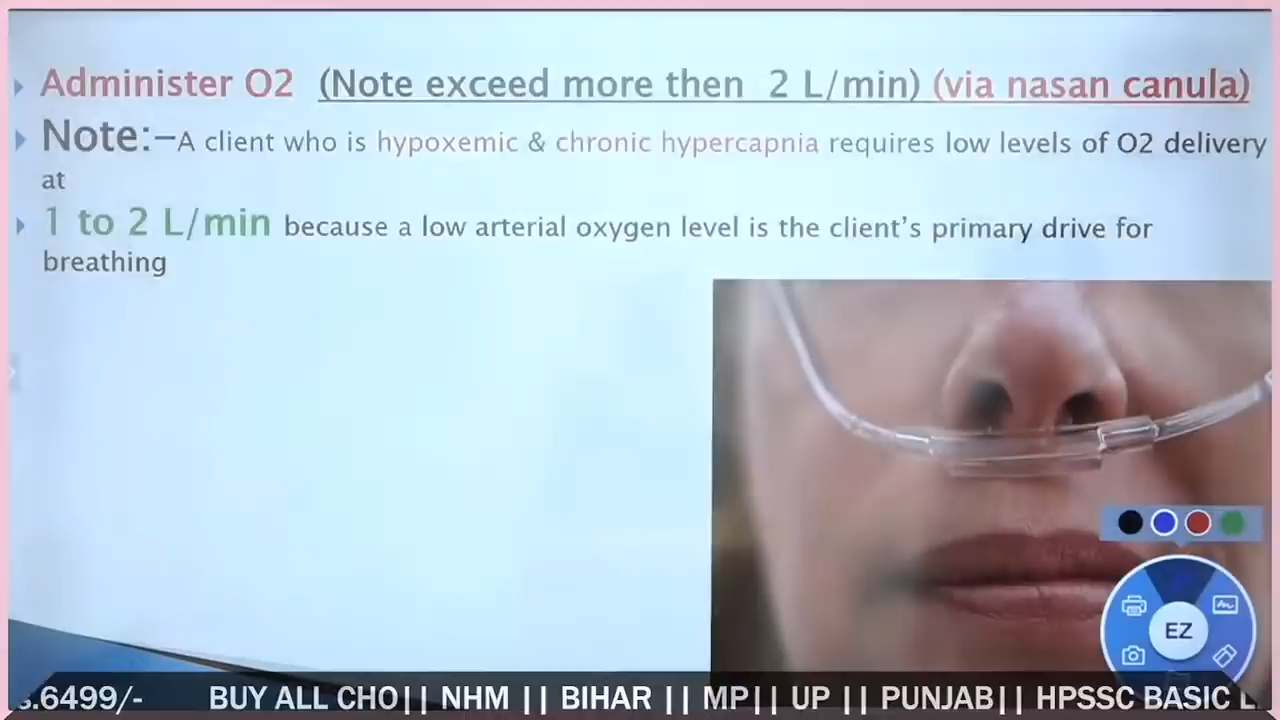 Administer O2 (Note exceed more then 2 L/min) (via nasan canula)
Note:-A client who is hypoxemic & chronic hypercapnia requires low levels of O2 delivery
at
1 to 2 L/min because a low arterial oxygen level is the client's primary drive for
breathing
EZ
.6499/- BUY ALL CHO|| NHM || BIHAR || MP|| UP || PUNJAB|| HPSSC BASIC